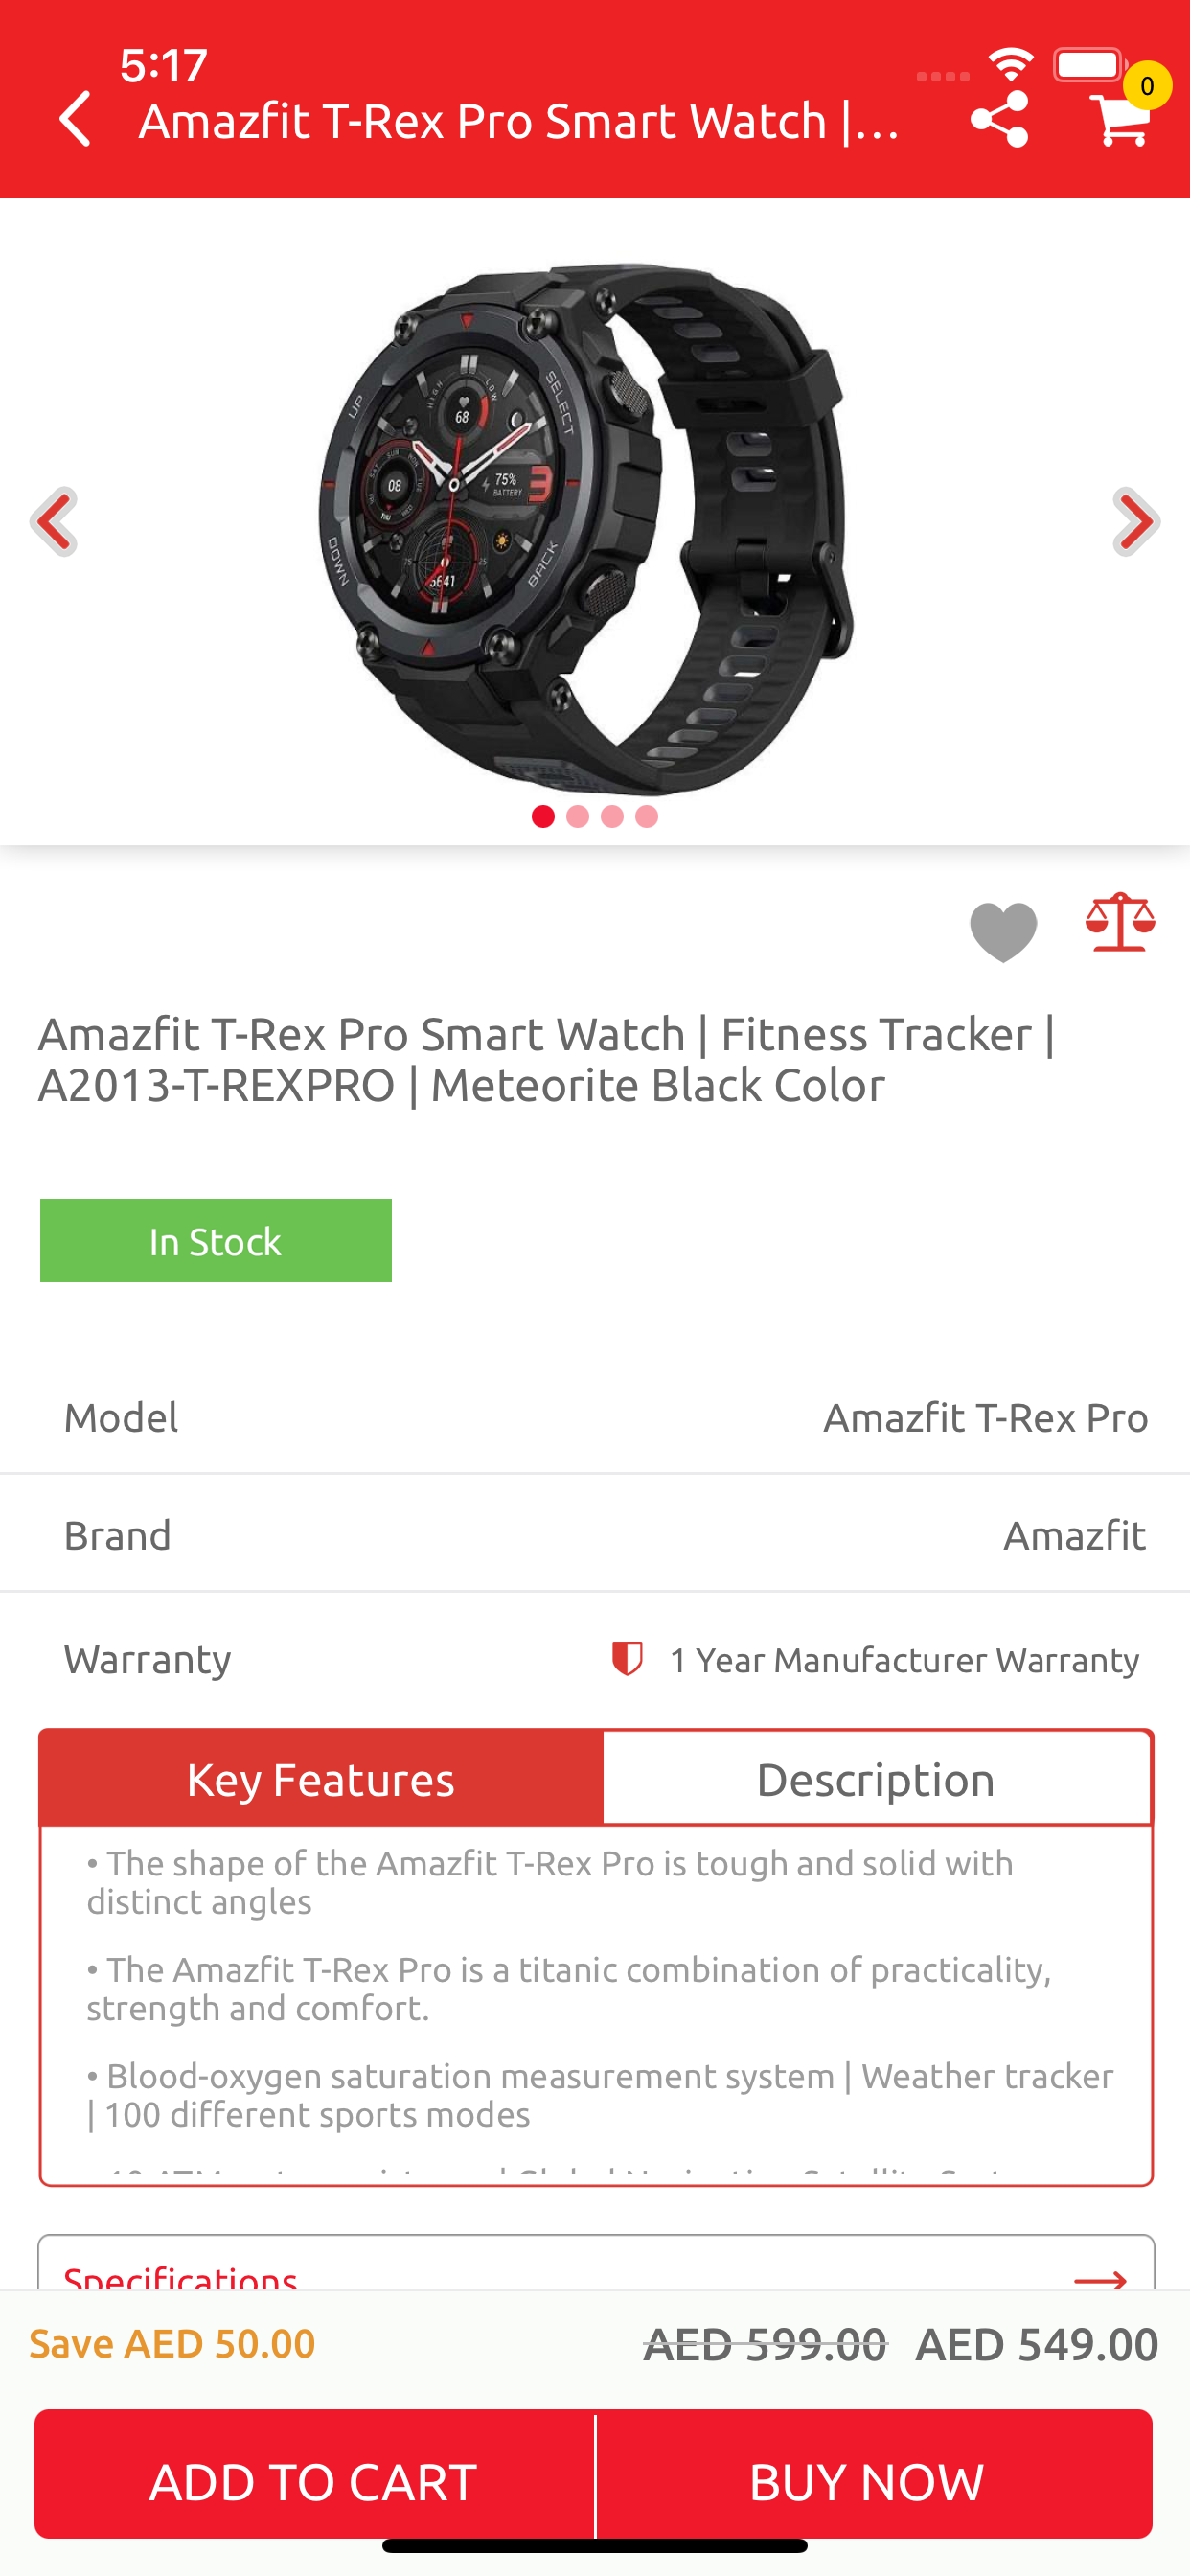 5:17
0
Amazfit T-Rex Pro Smart Watch |...
HIGH
LOW
68
UP
SELECT
08
75%
BATTERY
THU
3
DOWN
BACK
5641
Amazfit T-Rex Pro Smart Watch | Fitness Tracker |
A2013-T-REXPRO | Meteorite Black Color
In Stock
Model
Amazfit T-Rex Pro
Brand
Amazfit
Warranty
1 Year Manufacturer Warranty
Key Features
Description
• The shape of the Amazfit T-Rex Pro is tough and solid with
distinct angles
• The Amazfit T-Rex Pro is a titanic combination of practicality,
strength and comfort.
• Blood-oxygen saturation measurement system | Weather tracker
| 100 different sports modes
Specifications
Save AED 50.00
AED 599.00 AED 549.00
ADD TO CART
BUY NOW